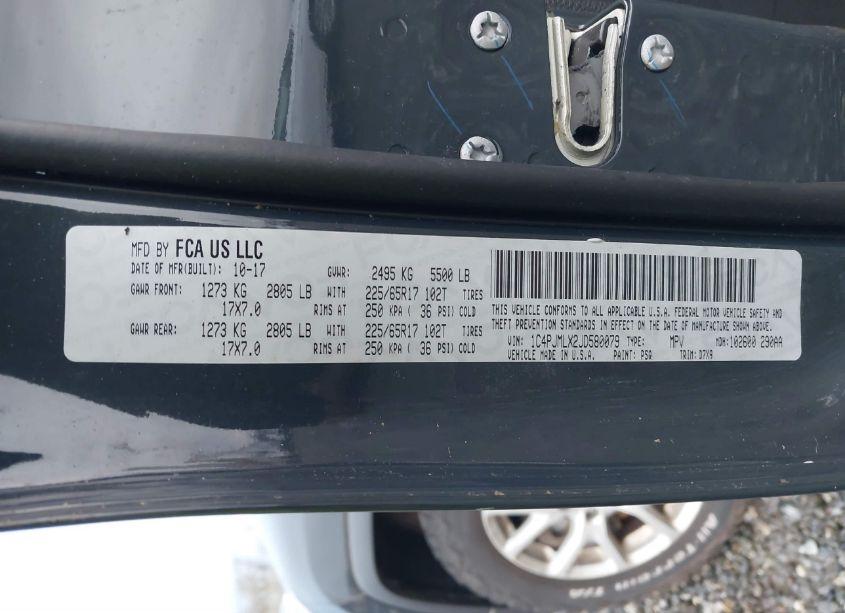 MFD BY FCA US LLC
DATE OF MFR(BUILT): 10-17 GVWR: 2495 KG 5500 LB
GAWR FRONT: 1273 KG 2805 LB WITH 225/65R17 102T TIRES
17X7.0 RIMS AT 250 KPA ( 36 PSI) COLD
GAWR REAR: 1273 KG 2805 LB WITH 225/65R17 102T TIRES
17X7.0 RIMS AT 250 KPA ( 36 PSI) COLD
THIS VEHICLE CONFORMS TO ALL APPLICABLE U.S.A. FEDERAL MOTOR VEHICLE SAFETY AND
THEFT PREVENTION STANDARDS IN EFFECT ON THE DATE OF MANUFACTURE SHOWN ABOVE.
VIN: 1C4PJMLX2JD580079 TYPE: MPV MDH: 102600 290AA
VEHICLE MADE IN U.S.A. PAINT: PSQ TRIM: D7X9
All Terrain